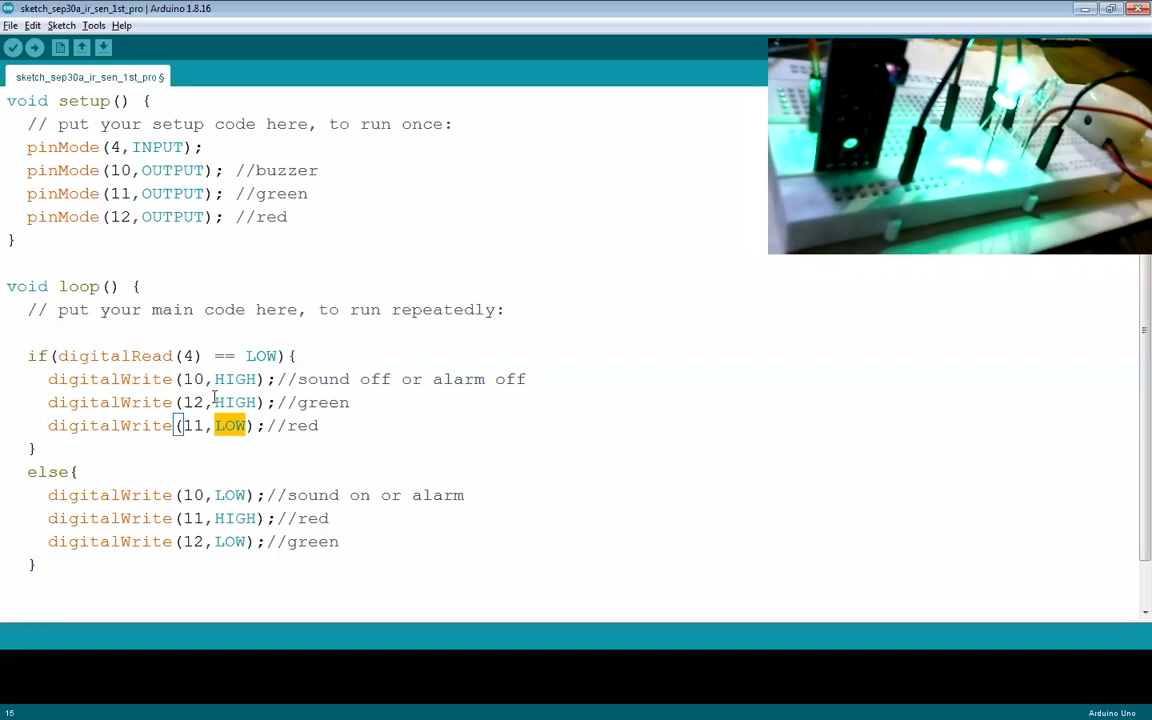 sketch_sep30a_ir_sen_1st_pro | Arduino 1.8.16
File Edit Sketch Tools Help
sketch_sep30a_ir_sen_1st_pro §
void setup() {
// put your setup code here, to run once:
pinMode(4,INPUT);
pinMode(10,OUTPUT); //buzzer
pinMode(11,OUTPUT); //green
pinMode(12,OUTPUT); //red
}
void loop() {
// put your main code here, to run repeatedly:
if(digitalRead(4) == LOW){
digitalWrite(10,HIGH);//sound off or alarm off
digitalWrite(12,HIGH);//green
digitalWrite(11,LOW);//red
}
else{
digitalWrite(10,LOW);//sound on or alarm
digitalWrite(11,HIGH);//red
digitalWrite(12,LOW);//green
}
15 Arduino Uno